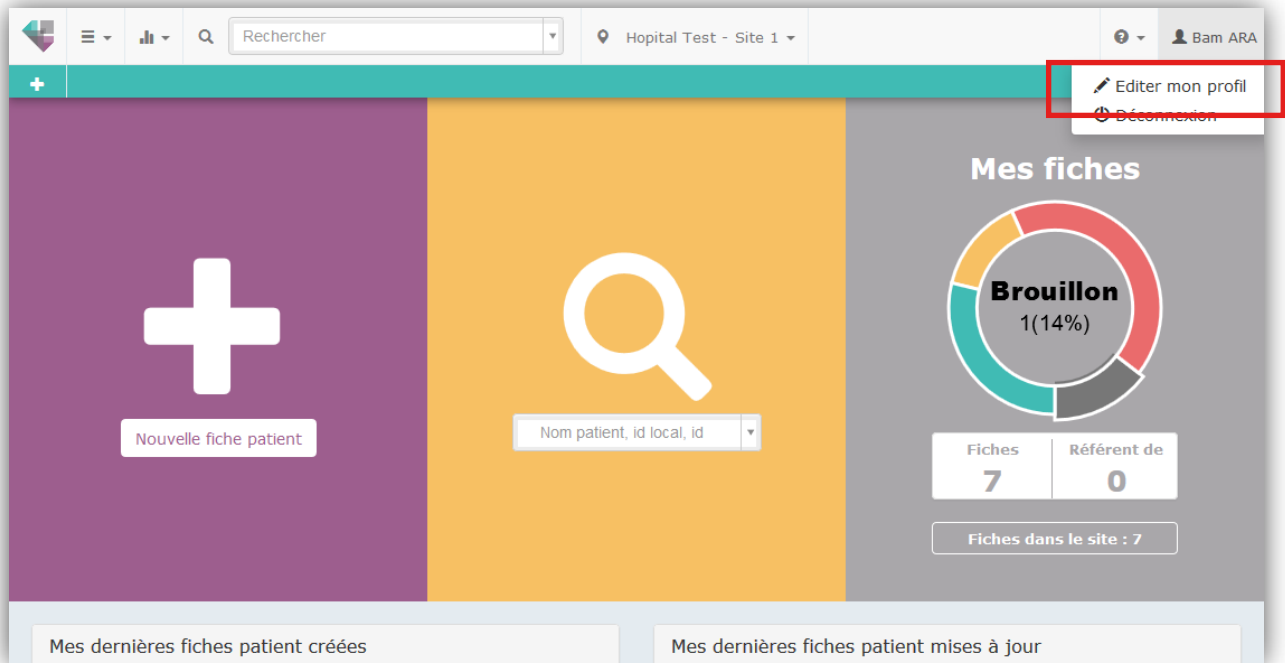 Rechercher
Hopital Test - Site 1
Bam ARA
Editer mon profil
Déconnexion
Nouvelle fiche patient
Nom patient, id local, id
Mes fiches
Brouillon
1(14%)
Fiches
7
Référent de
0
Fiches dans le site : 7
Mes dernières fiches patient créées
Mes dernières fiches patient mises à jour